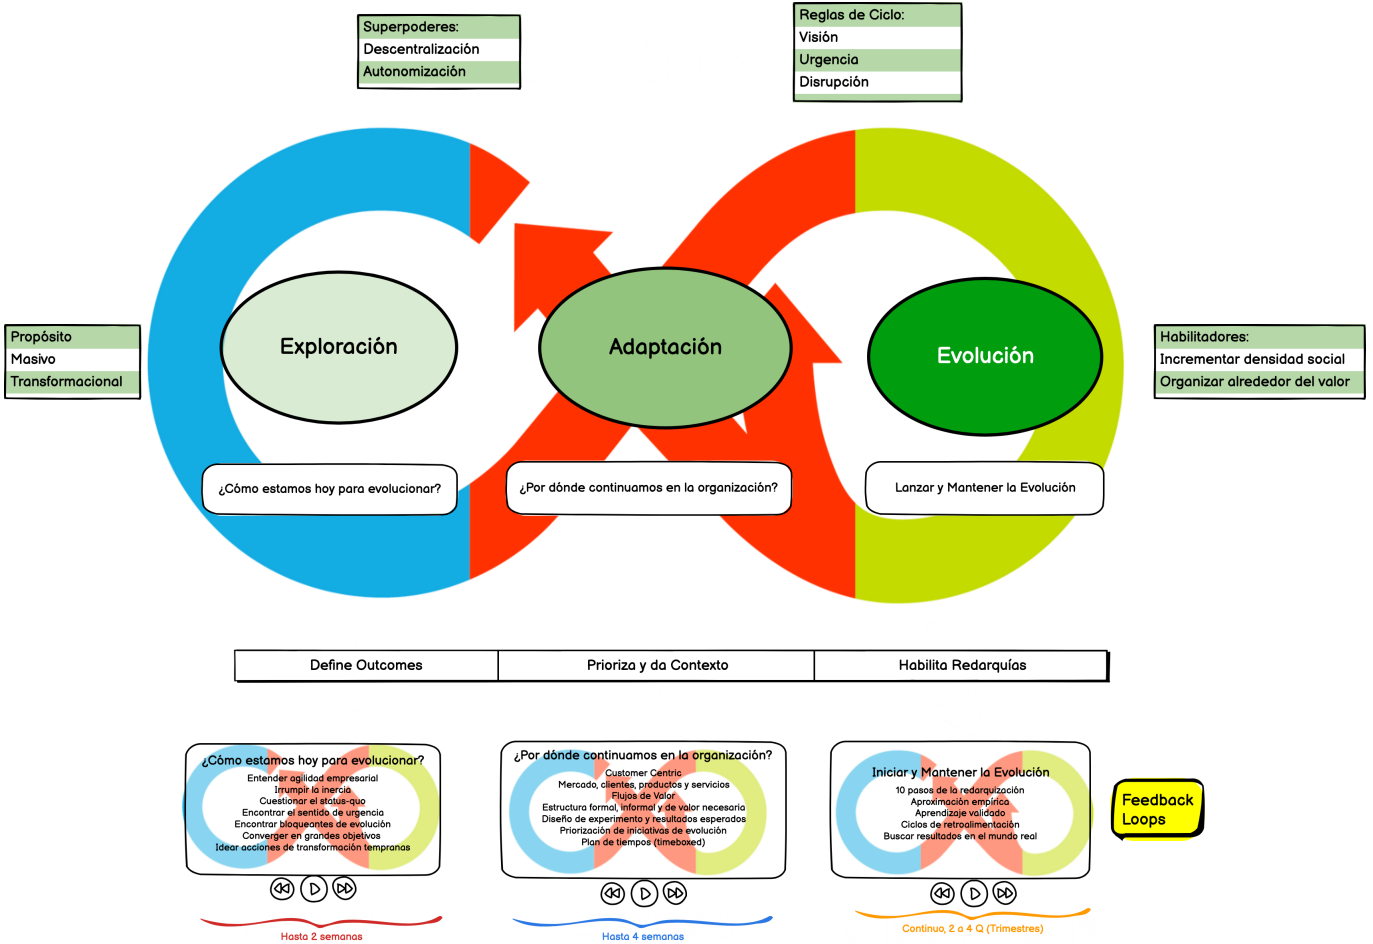 Superpoderes:
Descentralización
Autonomización
Reglas de Ciclo:
Visión
Urgencia
Disrupción
Propósito
Masivo
Transformacional
Habilitadores:
Incrementar densidad social
Organizar alrededor del valor
Exploración
Adaptación
Evolución
¿Cómo estamos hoy para evolucionar?
¿Por dónde continuamos en la organización?
Lanzar y Mantener la Evolución
Define Outcomes
Prioriza y da Contexto
Habilita Redarquías
¿Cómo estamos hoy para evolucionar?
Entender agilidad empresarial
Irrumpir la inercia
Cuestionar el status-quo
Encontrar el sentido de urgencia
Encontrar bloqueantes de evolución
Converger en grandes objetivos
Idear acciones de transformación tempranas
Hasta 2 semanas
¿Por dónde continuamos en la organización?
Customer Centric
Mercado, clientes, productos y servicios
Flujos de Valor
Estructura formal, informal y de valor necesaria
Diseño de experimento y resultados esperados
Priorización de iniciativas de evolución
Plan de tiempos (timeboxed)
Hasta 4 semanas
Iniciar y Mantener la Evolución
10 pasos de la redarquización
Aproximación empírica
Aprendizaje validado
Ciclos de retroalimentación
Buscar resultados en el mundo real
Continuo, 2 a 4 Q (Trimestres)
Feedback
Loops